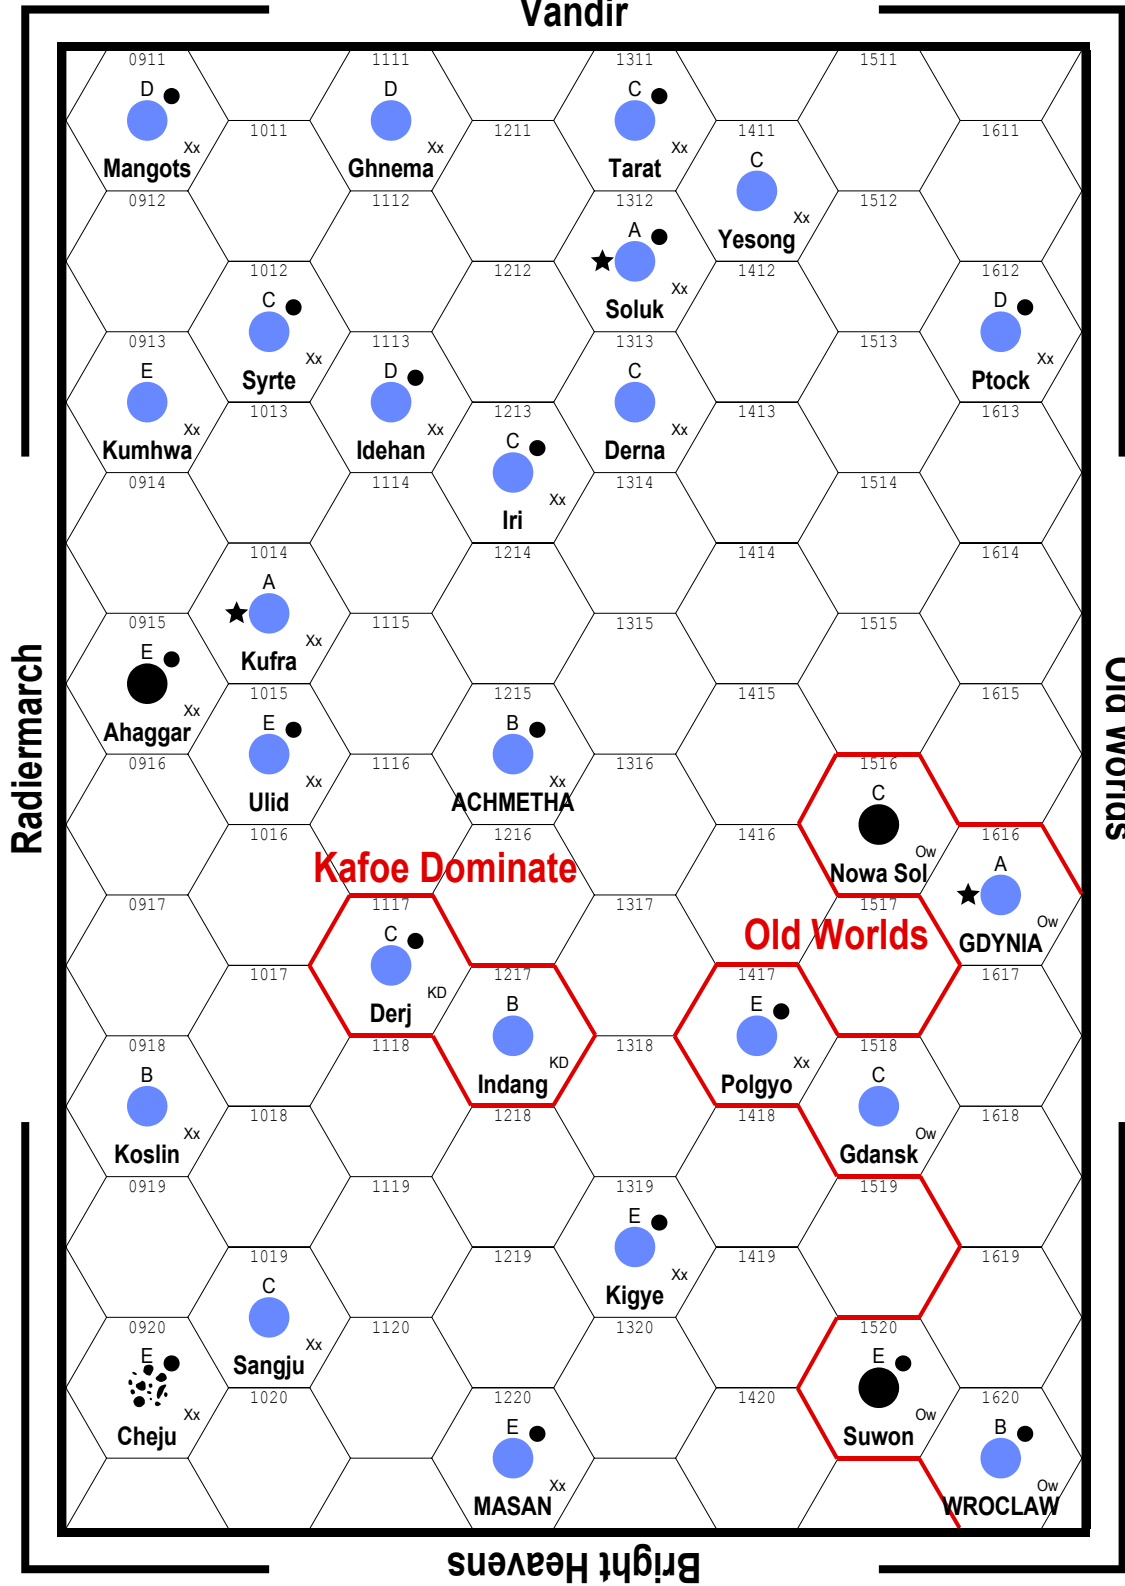 Vandir
0911 1111 1311 1511
D D C
1011 1211 1411 1611
Xx Xx Xx C
Mangots Ghnema Tarat
0912 1112 1312 1512
Xx
A Yesong
1012 1212 1412 1612
C Xx D
Soluk
0913 1113 1313 1513
E Xx D C Xx
Syrte Ptock
1013 1213 1413 1613
Xx Xx C Xx
Kumhwa Idehan Derna
0914 1114 1314 1514
Xx
Iri
1014 1214 1414 1614
A
0915 1115 1315 1515
E Xx
Kufra
1015 1215 1415 1615
Xx E B
Ahaggar
0916 1116 1316 1516
Xx Xx C
Ulid ACHMETHA
1016 1216 1416 1616
Ow A
Kafoe Dominate Nowa Sol
0917 1117 1317 1517
Ow
C Old Worlds GDYNIA
1017 1217 1417 1617
KD B E
Derj
0918 1118 1318 1518
B KD Xx C
Indang Polgyo
1018 1218 1418 1618
Xx Ow
Koslin Gdansk
0919 1119 1319 1519
E
1019 1219 1419 1619
C Xx
Kigye
0920 1120 1320 1520
E Xx E
Sangju
1020 1220 1420 1620
Xx E Ow B
Cheju Suwon
Xx Ow
MASAN WROCLAW
Radiermarch
Old Worlds
Bright Heavens